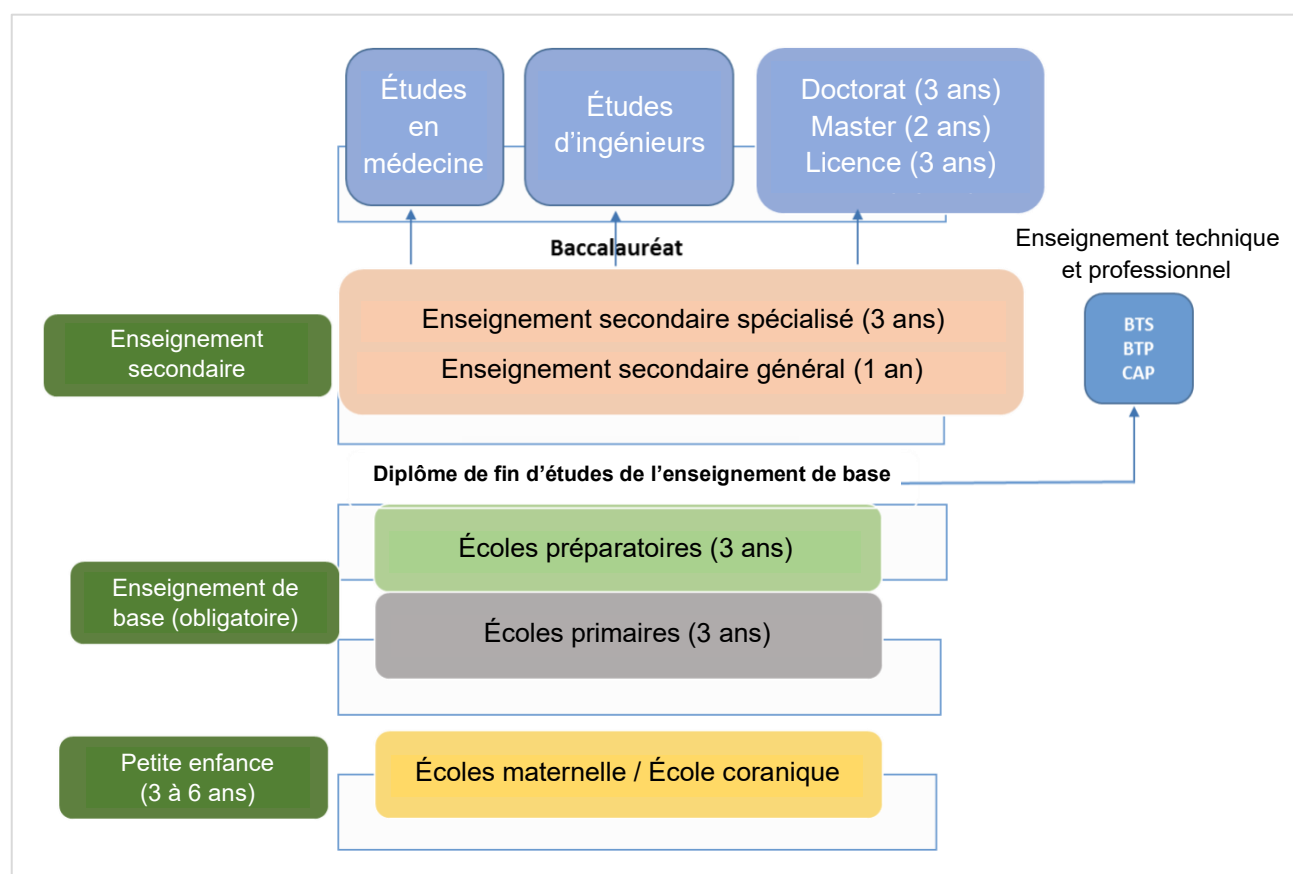 Études
en
médecine
Études
d’ingénieurs
Doctorat (3 ans)
Master (2 ans)
Licence (3 ans)
Baccalauréat
Enseignement technique
et professionnel
BTS
BTP
CAP
Enseignement
secondaire
Enseignement secondaire spécialisé (3 ans)
Enseignement secondaire général (1 an)
Diplôme de fin d’études de l’enseignement de base
Enseignement de
base (obligatoire)
Écoles préparatoires (3 ans)
Écoles primaires (3 ans)
Petite enfance
(3 à 6 ans)
Écoles maternelle / École coranique